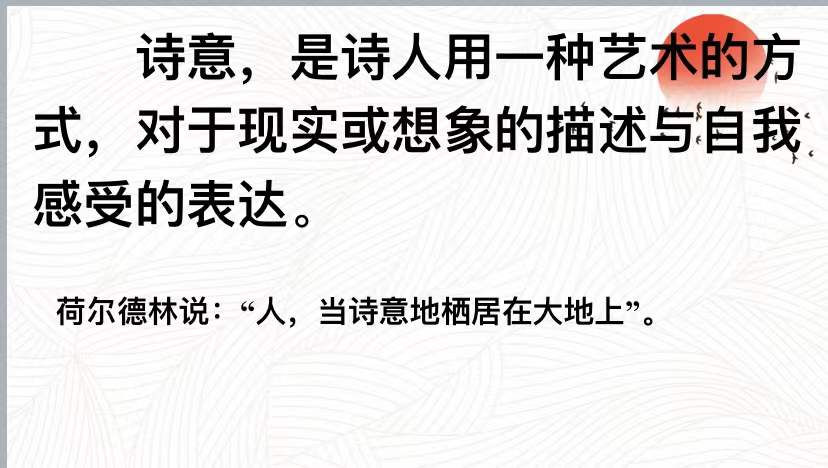 诗意，是诗人用一种艺术的方
式，对于现实或想象的描述与自我
感受的表达。
荷尔德林说：“人，当诗意地栖居在大地上”。